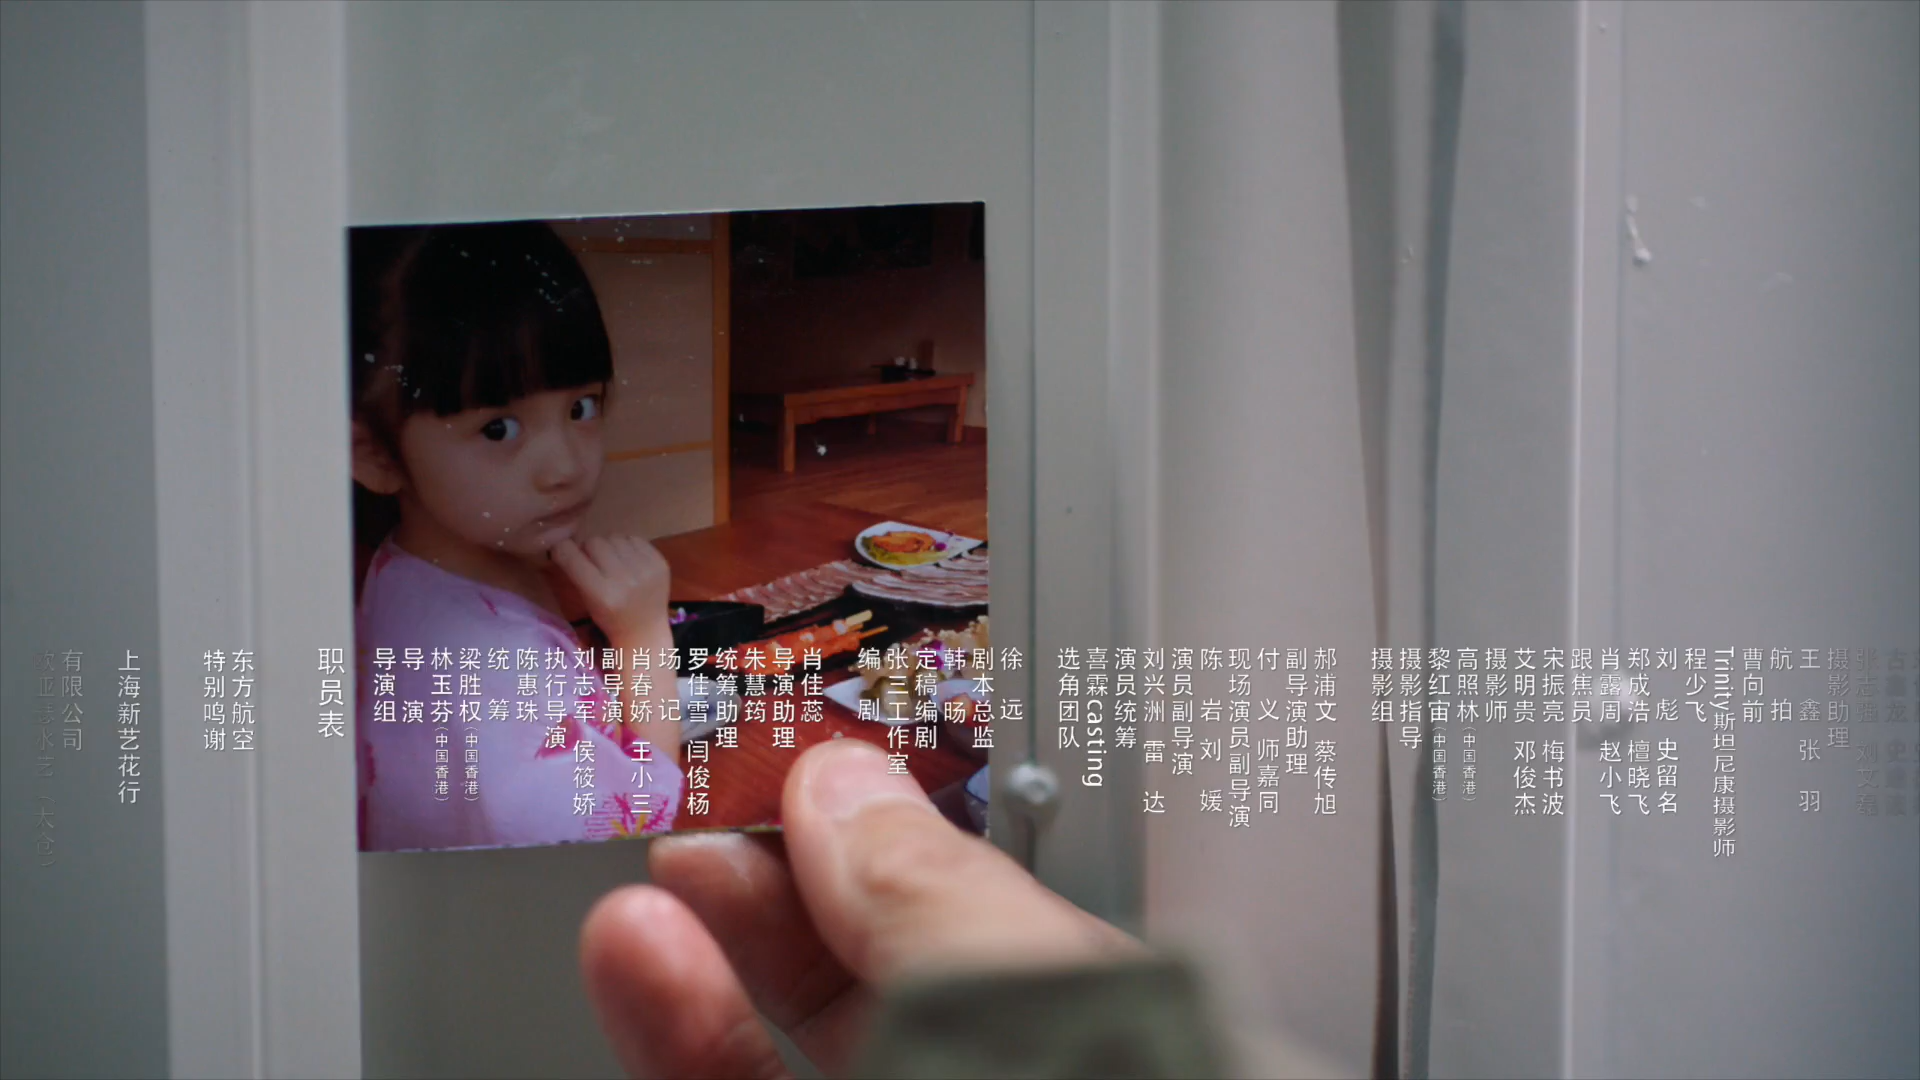 有限公司
上海新艺花行
特别鸣谢
东方航空
职员表
导演组
导 演
林玉芬（中国香港）
梁胜权（中国香港）
统 筹
陈惠珠
执行导演
刘志军 侯筱娇
副导演
肖春娇 王小三
场 记
罗佳雪 闫俊杨
统筹助理
朱慧筠
导演助理
肖佳蕊
编 剧
张三工作室
定稿编剧
韩 旸
剧本总监
徐 远
选角团队
喜霖Casting
演员统筹
刘兴洲 雷 达
演员副导演
陈 岩 刘 媛
现场演员副导演
付 义 师嘉同
副导演助理
郝浦文 蔡传旭
摄影组
摄影指导
黎红宙（中国香港）
高照林（中国香港）
摄影师
艾明贵 邓俊杰
宋振亮 梅书波
跟焦员
肖露周 赵小飞
郑成浩 檀晓飞
刘 彪 史留名
程少飞
Trinity斯坦尼康摄影师
曹向前
航 拍
王 鑫 张 羽
摄影助理